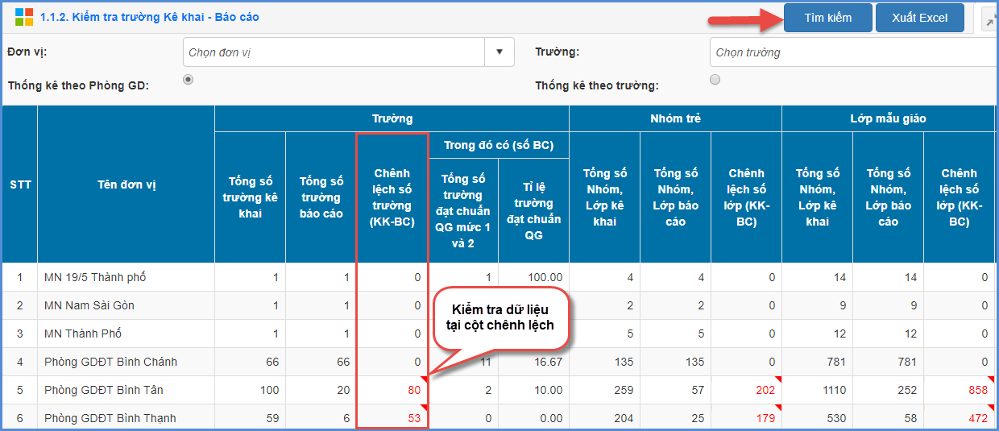 1.1.2. Kiểm tra trường Kê khai - Báo cáo
Tìm kiếm
Xuất Excel
Đơn vị:
Chọn đơn vị
Trường:
Chọn trường
Thống kê theo Phòng GD:
Thống kê theo trường:
STT
Tên đơn vị
Trường
Nhóm trẻ
Lớp mẫu giáo
Tổng số
trường kê
khai
Tổng số
trường
báo cáo
Chênh
lệch số
trường
(KK-BC)
Trong đó có (số BC)
Tổng số
trường
đạt chuẩn
QG mức 1
và 2
Tỉ lệ
trường
đạt chuẩn
QG
Tổng số
Nhóm,
Lớp kê
khai
Tổng số
Nhóm,
Lớp báo
cáo
Chênh
lệch số
lớp (KK-
BC)
Tổng số
Nhóm,
Lớp kê
khai
Tổng số
Nhóm,
Lớp báo
cáo
Chênh
lệch số
lớp (KK-
BC)
1 MN 19/5 Thành phố 1 1 0 1 100.00 4 4 0 14 14 0
2 MN Nam Sài Gòn 1 1 0 2 2 0 9 9 0
3 MN Thành Phố 1 1 0 5 5 0 12 12 0
4 Phòng GDĐT Bình Chánh 66 66 0 11 16.67 135 135 0 781 781 0
5 Phòng GDĐT Bình Tân 100 20 80 2 10.00 259 57 202 1110 252 858
6 Phòng GDĐT Bình Thạnh 59 6 53 0 0.00 204 25 179 530 58 472
Kiểm tra dữ liệu
tại cột chênh lệch